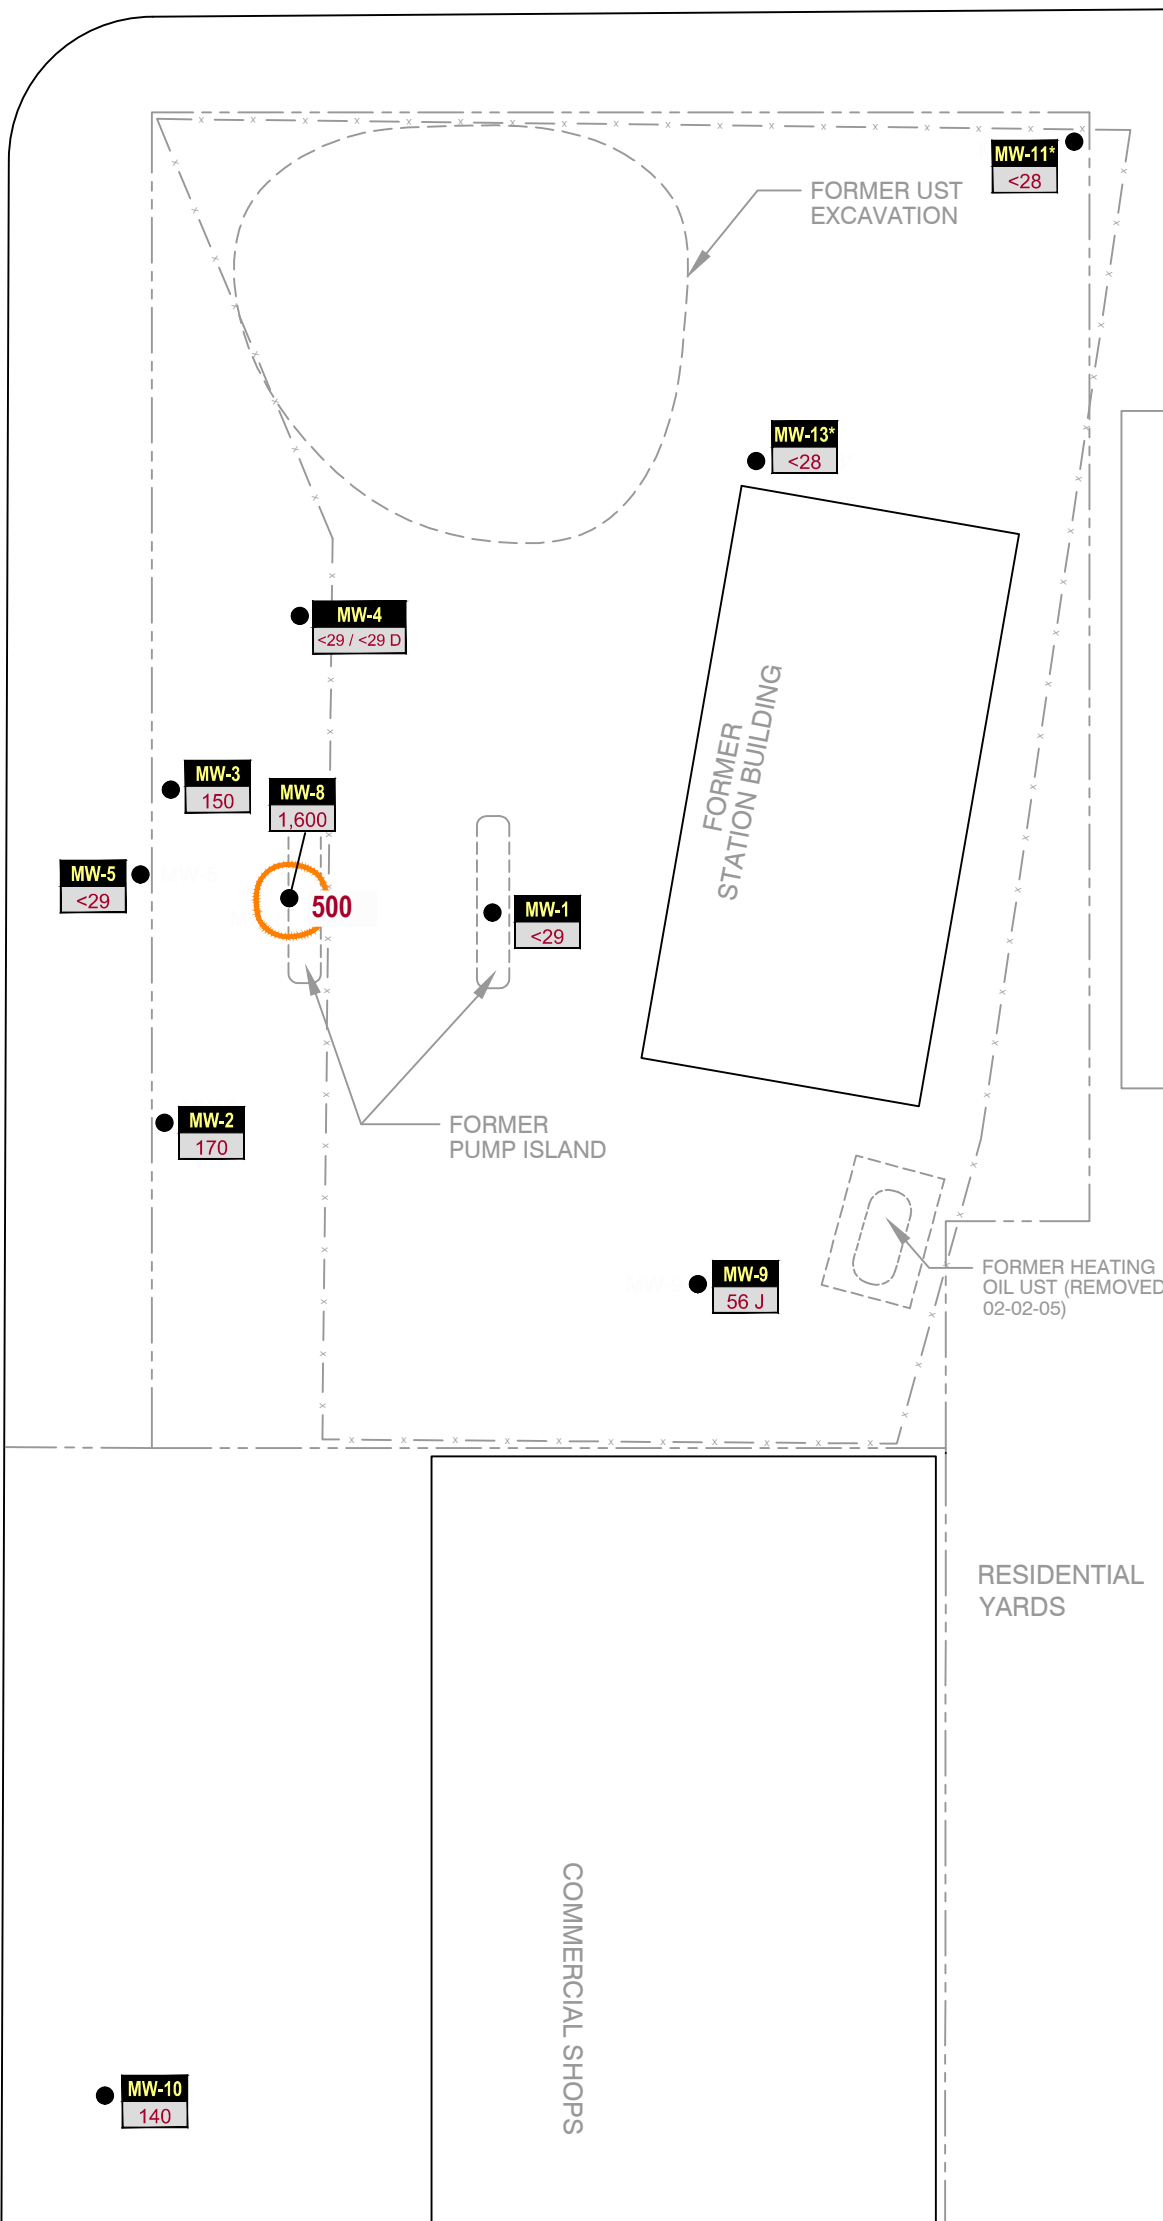 MW-11*
<28
FORMER UST
EXCAVATION
MW-13*
<28
MW-4
<29 / <29 D
FORMER
STATION BUILDING
MW-3
150
MW-8
1,600
MW-5
<29
500
MW-1
<29
MW-2
170
FORMER
PUMP ISLAND
MW-9
56 J
FORMER HEATING
OIL UST (REMOVED
02-02-05)
RESIDENTIAL
YARDS
COMMERCIAL SHOPS
MW-10
140